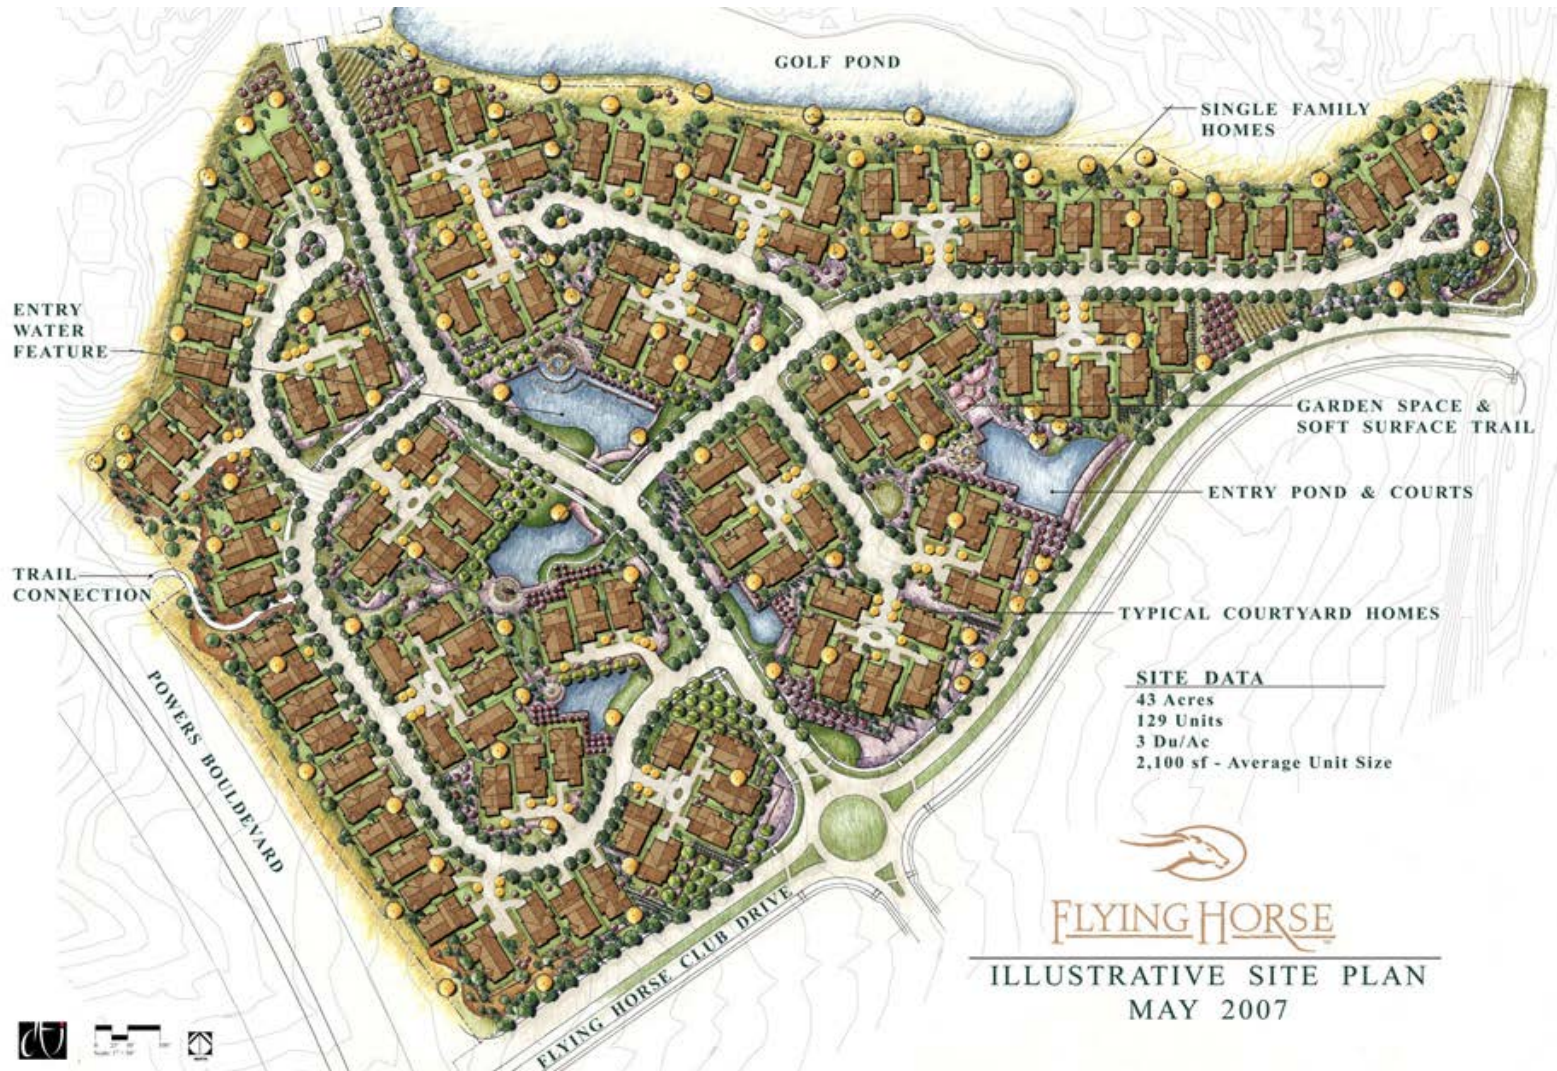 GOLF POND
SINGLE FAMILY
HOMES
ENTRY
WATER
FEATURE
GARDEN SPACE &
SOFT SURFACE TRAIL
ENTRY POND & COURTS
TRAIL
CONNECTION
TYPICAL COURTYARD HOMES
POWERS BOULDEVARD
SITE DATA
43 Acres
129 Units
3 Du/Ac
2,100 sf - Average Unit Size
FLYING HORSE CLUB DRIVE
FLYING HORSE
ILLUSTRATIVE SITE PLAN
MAY 2007